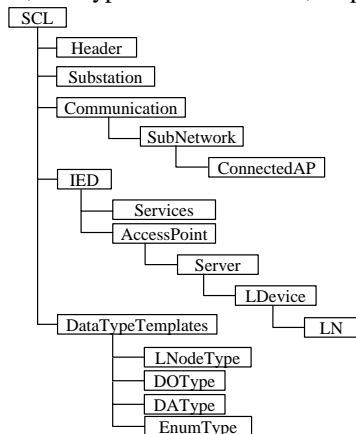 SCL
Header
Substation
Communication
SubNetwork
ConnectedAP
IED
Services
AccessPoint
Server
LDevice
LN
DataTypeTemplates
LNodeType
DOType
DAType
EnumType